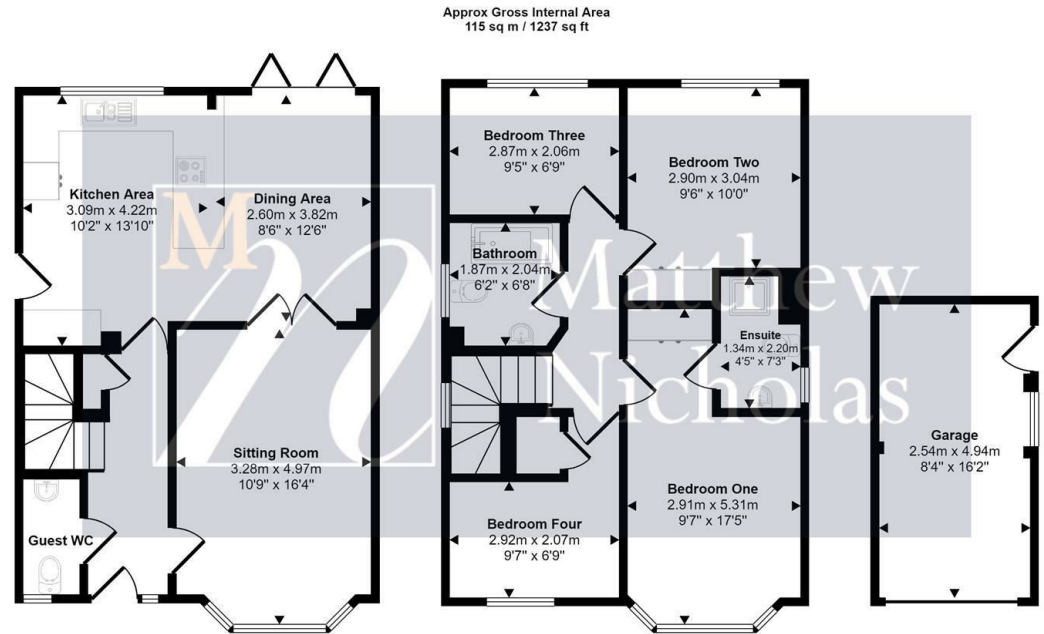 Approx Gross Internal Area
115 sq m / 1237 sq ft
Kitchen Area
3.09m x 4.22m
10'2" x 13'10"
Dining Area
2.60m x 3.82m
8'6" x 12'6"
Sitting Room
3.28m x 4.97m
10'9" x 16'4"
Guest WC
Bedroom Three
2.87m x 2.06m
9'5" x 6'9"
Bedroom Two
2.90m x 3.04m
9'6" x 10'0"
Bathroom
1.87m x 2.04m
6'2" x 6'8"
Ensuite
1.34m x 2.20m
4'5" x 7'3"
Bedroom One
2.91m x 5.31m
9'7" x 17'5"
Bedroom Four
2.92m x 2.07m
9'7" x 6'9"
Garage
2.54m x 4.94m
8'4" x 16'2"
M
n
Matthew
Nicholas